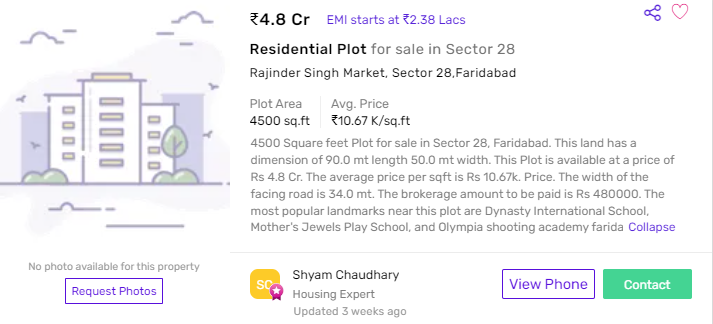 ₹4.8 Cr EMI starts at ₹2.38 Lacs
Residential Plot for sale in Sector 28
Rajinder Singh Market, Sector 28,Faridabad
Plot Area Avg. Price
4500 sq.ft ₹10.67 K/sq.ft
4500 Square feet Plot for sale in Sector 28, Faridabad. This land has a
dimension of 90.0 mt length 50.0 mt width. This Plot is available at a price of
Rs 4.8 Cr. The average price per sqft is Rs 10.67k. Price. The width of the
facing road is 34.0 mt. The brokerage amount to be paid is Rs 480000. The
most popular landmarks near this plot are Dynasty International School,
Mother's Jewels Play School, and Olympia shooting academy farida Collapse
No photo available for this property
Request Photos
SC
Shyam Chaudhary
Housing Expert
Updated 3 weeks ago
View Phone
Contact